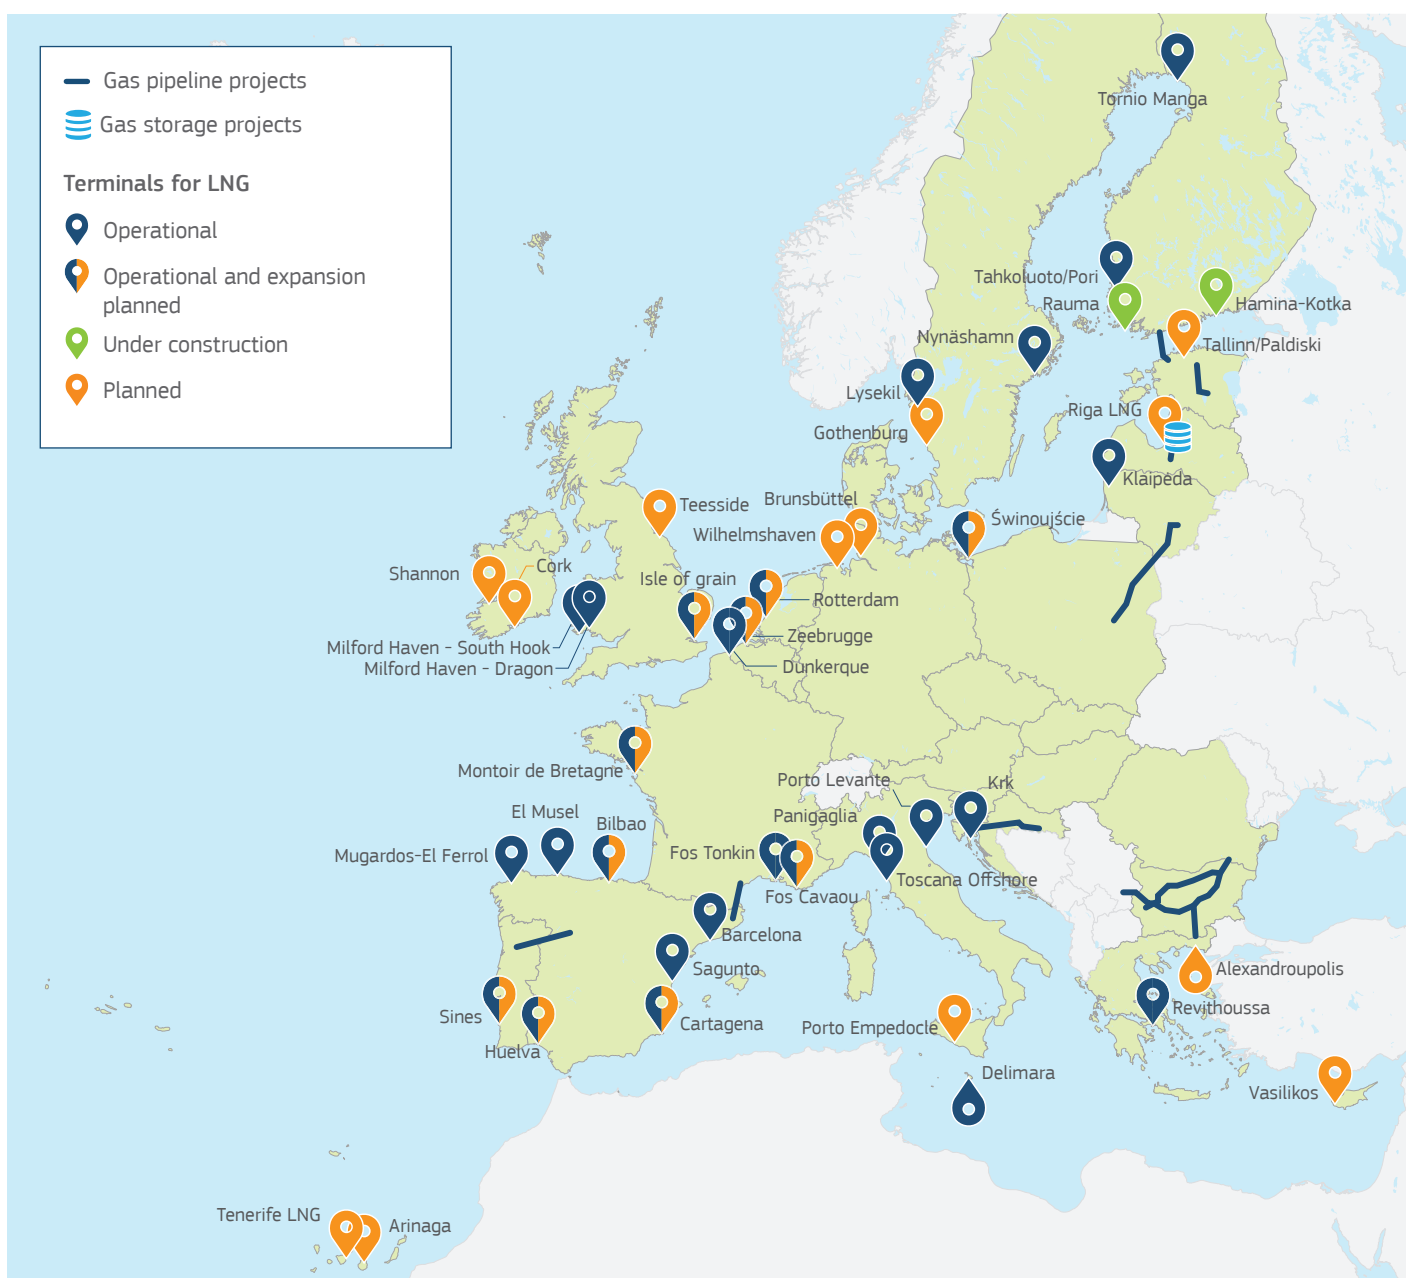 Gas pipeline projects
Gas storage projects
Terminals for LNG
Operational
Operational and expansion
planned
Under construction
Planned
Tornio Manga
Tahkoluoto/Pori
Rauma
Hamina-Kotka
Nynäshamn
Tallinn/Paldiski
Lysekil
Riga LNG
Gothenburg
Klaipėda
Brunsbüttel
Teesside
Świnoujście
Wilhelmshaven
Cork
Shannon
Isle of grain
Rotterdam
Zeebrugge
Milford Haven - South Hook
Milford Haven - Dragon
Dunkerque
Montoir de Bretagne
Porto Levante
Krk
El Musel
Bilbao
Panigaglia
Mugardos-El Ferrol
Fos Tonkin
Toscana Offshore
Fos Cavaou
Barcelona
Sagunto
Alexandroupolis
Revithoussa
Sines
Cartagena
Porto Empedocle
Huelva
Delimara
Vasilikos
Tenerife LNG
Arinaga